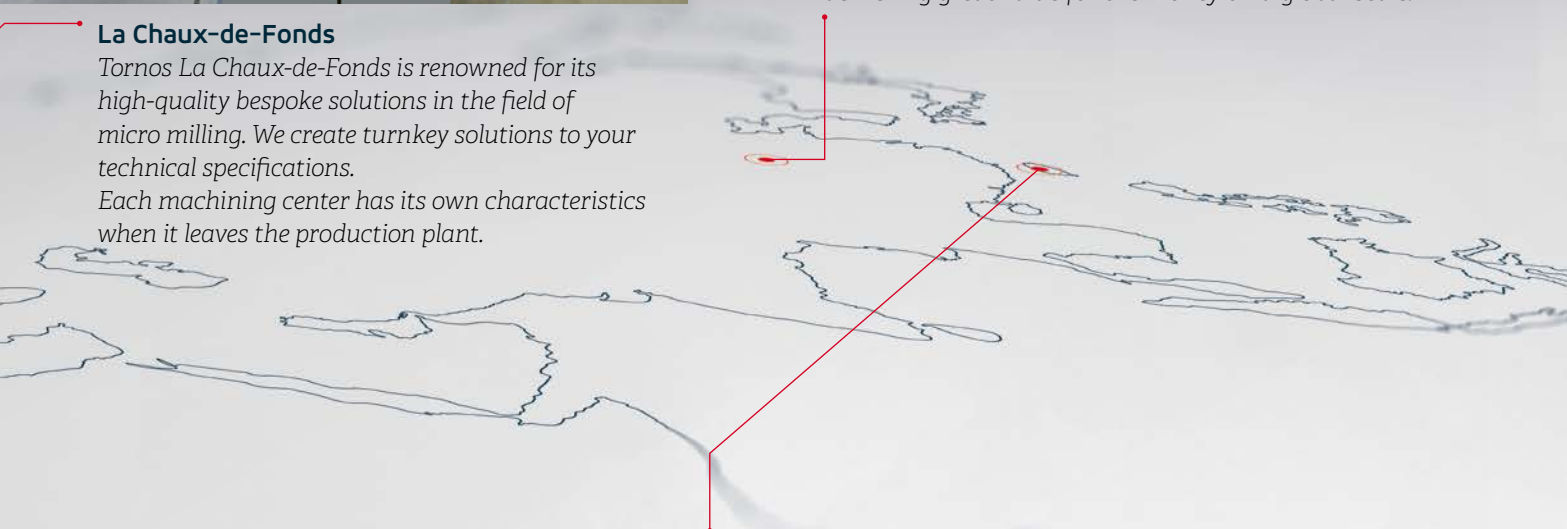 La Chaux-de-Fonds
Tornos La Chaux-de-Fonds is renowned for its
high-quality bespoke solutions in the field of
micro milling. We create turnkey solutions to your
technical specifications.
Each machining center has its own characteristics
when it leaves the production plant.